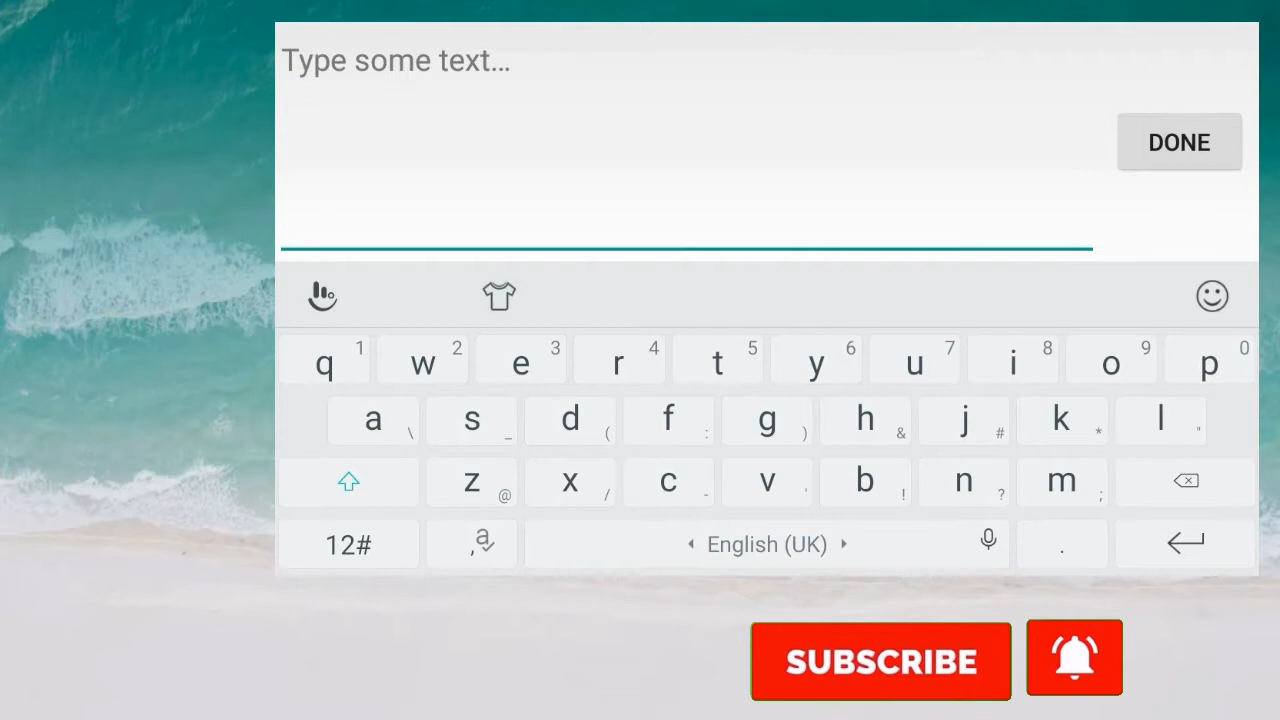 Type some text...
DONE
q 1 w 2 e 3 r 4 t 5 y 6 u 7 i 8 o 9 p 0
a \ s _ d ( f : g ) h & j # k * l "
z @ x / c - v ' b ! n ? m ;
12# , a English (UK) .
SUBSCRIBE